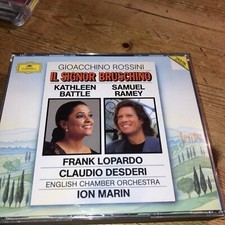 GIOACCHINO ROSSINI
IL SIGNOR BRUSCHINO
KATHLEEN BATTLE
SAMUEL RAMEY
FRANK LOPARDO
CLAUDIO DESDERI
ENGLISH CHAMBER ORCHESTRA
ION MARIN